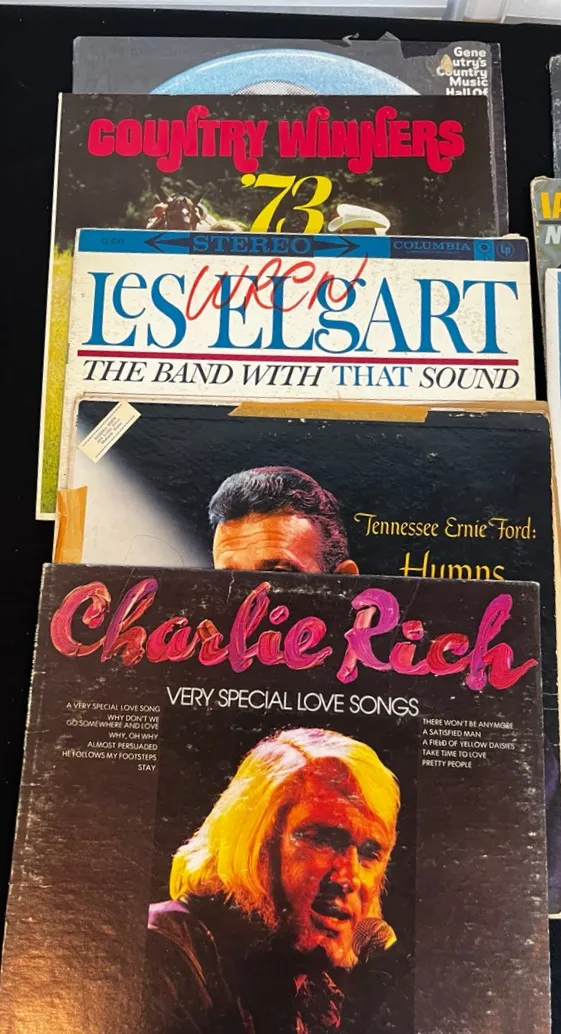 Gene
Autry's
Country
Music
Hall Of
COUNTRY WINNERS
'73
STEREO
COLUMBIA
Lp
WRCN
Les ELgART
THE BAND WITH THAT SOUND
Tennessee Ernie Ford:
Hymns
Charlie Rich
VERY SPECIAL LOVE SONGS
A VERY SPECIAL LOVE SONG
WHY DON'T WE
GO SOMEWHERE AND LOVE
WHY, OH WHY
ALMOST PERSUADED
HE FOLLOWS MY FOOTSTEPS
STAY
THERE WON'T BE ANYMORE
A SATISFIED MAN
A FIELD OF YELLOW DAISIES
TAKE TIME TO LOVE
PRETTY PEOPLE